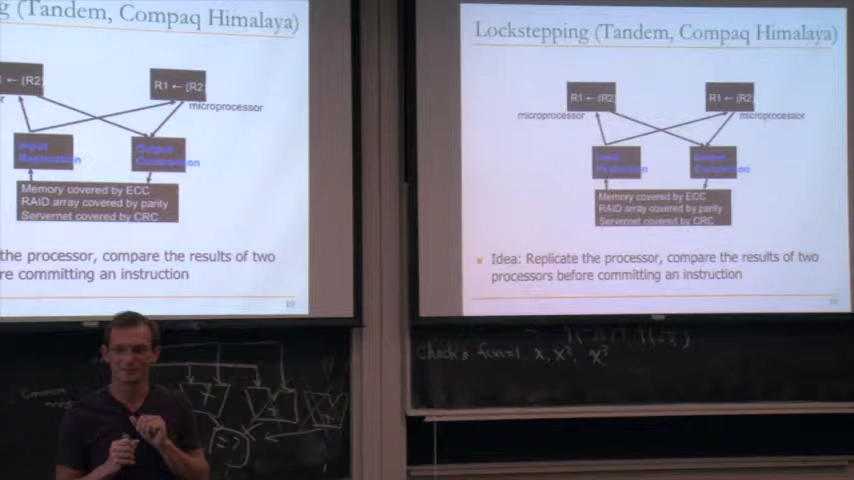 g (Tandem, Compaq Himalaya)
R1 ← (R2)
microprocessor
Input
Replication
Output
Comparison
Memory covered by ECC
RAID array covered by parity
Servernet covered by CRC
the processor, compare the results of two
re committing an instruction
Lockstepping (Tandem, Compaq Himalaya)
R1 ← (R2)
R1 ← (R2)
microprocessor
microprocessor
Input
Replication
Output
Comparison
Memory covered by ECC
RAID array covered by parity
Servernet covered by CRC
Idea: Replicate the processor, compare the results of two
processors before committing an instruction
x, x², x³